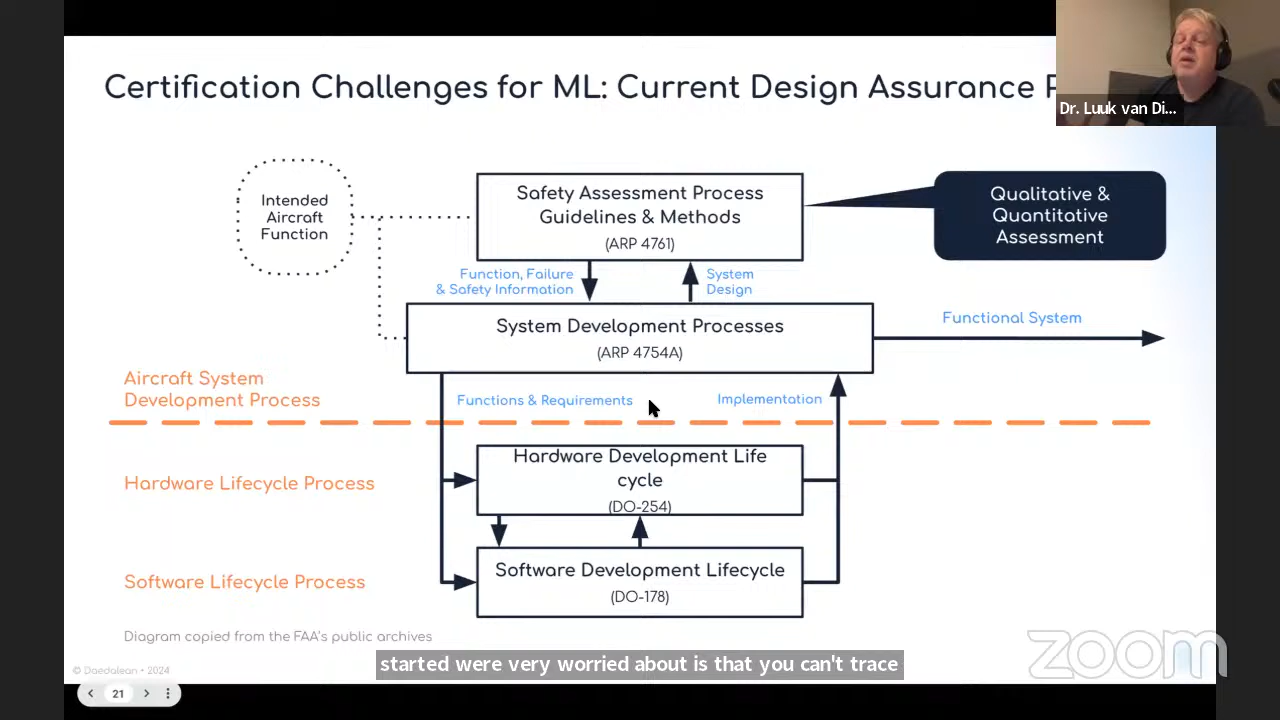 Certification Challenges for ML: Current Design Assurance
Dr. Luuk van Di...
Intended
Aircraft
Function
Safety Assessment Process
Guidelines & Methods
(ARP 4761)
Qualitative &
Quantitative
Assessment
Function, Failure
& Safety Information
System
Design
System Development Processes
(ARP 4754A)
Functional System
Aircraft System
Development Process
Functions & Requirements
Implementation
Hardware Lifecycle Process
Hardware Development Life
cycle
(DO-254)
Software Lifecycle Process
Software Development Lifecycle
(DO-178)
Diagram copied from the FAA's public archives
started were very worried about is that you can't trace
zoom
© Daedalean • 2024
21